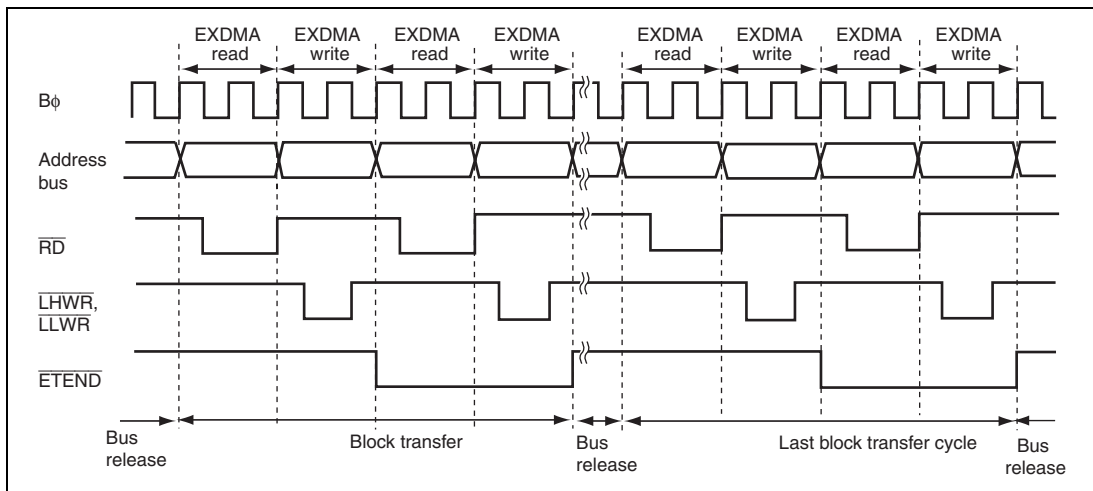 EXDMA read
EXDMA write
EXDMA read
EXDMA write
EXDMA read
EXDMA write
EXDMA read
EXDMA write
Bϕ
Address bus
RD
LHWR,
LLWR
ETEND
Bus release
Block transfer
Bus release
Last block transfer cycle
Bus release